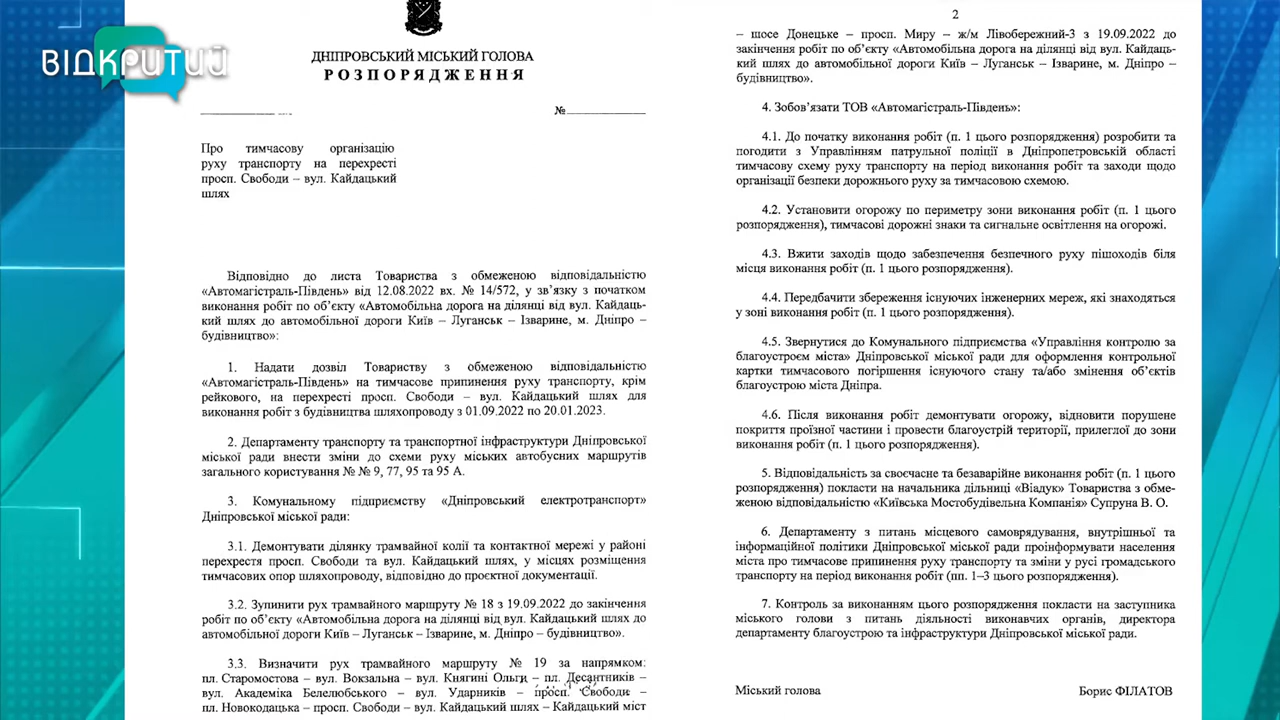 ВІДКРИТИЙ
ДНІПРОВСЬКИЙ МІСЬКИЙ ГОЛОВА
РОЗПОРЯДЖЕННЯ
№
Про тимчасову організацію
руху транспорту на перехресті
просп. Свободи – вул. Кайдацький
шлях
Відповідно до листа Товариства з обмеженою відповідальністю
«Автомагістраль-Південь» від 12.08.2022 вх. № 14/572, у зв’язку з початком
виконання робіт по об’єкту «Автомобільна дорога на ділянці від вул. Кайдаць-
кий шлях до автомобільної дороги Київ – Луганськ – Ізварине, м. Дніпро –
будівництво»:
1. Надати дозвіл Товариству з обмеженою відповідальністю
«Автомагістраль-Південь» на тимчасове припинення руху транспорту, крім
рейкового, на перехресті просп. Свободи – вул. Кайдацький шлях для
виконання робіт з будівництва шляхопроводу з 01.09.2022 по 20.01.2023.
2. Департаменту транспорту та транспортної інфраструктури Дніпровської
міської ради внести зміни до схеми руху міських автобусних маршрутів
загального користування № № 9, 77, 95 та 95 А.
3. Комунальному підприємству «Дніпровський електротранспорт»
Дніпровської міської ради:
3.1. Демонтувати ділянку трамвайної колії та контактної мережі у районі
перехрестя просп. Свободи та вул. Кайдацький шлях, у місцях розміщення
тимчасових опор шляхопроводу, відповідно до проєктної документації.
3.2. Зупинити рух трамвайного маршруту № 18 з 19.09.2022 до закінчення
робіт по об’єкту «Автомобільна дорога на ділянці від вул. Кайдацький шлях до
автомобільної дороги Київ – Луганськ – Ізварине, м. Дніпро – будівництво».
3.3. Визначити рух трамвайного маршруту № 19 за напрямком:
пл. Старомостова – вул. Вокзальна – вул. Княгині Ольги – пл. Десантників –
вул. Академіка Белелюбського – вул. Ударників – просп. Свободи –
пл. Новокодацька – просп. Свободи – вул. Кайдацький шлях – Кайдацький міст
2
– шосе Донецьке – просп. Миру – ж/м Лівобережний-3 з 19.09.2022 до
закінчення робіт по об’єкту «Автомобільна дорога на ділянці від вул. Кайдаць-
кий шлях до автомобільної дороги Київ – Луганськ – Ізварине, м. Дніпро –
будівництво».
4. Зобов’язати ТОВ «Автомагістраль-Південь»:
4.1. До початку виконання робіт (п. 1 цього розпорядження) розробити та
погодити з Управлінням патрульної поліції в Дніпропетровській області
тимчасову схему руху транспорту на період виконання робіт та заходи щодо
організації безпеки дорожнього руху за тимчасовою схемою.
4.2. Установити огорожу по периметру зони виконання робіт (п. 1 цього
розпорядження), тимчасові дорожні знаки та сигнальне освітлення на огорожі.
4.3. Вжити заходів щодо забезпечення безпечного руху пішоходів біля
місця виконання робіт (п. 1 цього розпорядження).
4.4. Передбачити збереження існуючих інженерних мереж, які знаходяться
у зоні виконання робіт (п. 1 цього розпорядження).
4.5. Звернутися до Комунального підприємства «Управління контролю за
благоустроєм міста» Дніпровської міської ради для оформлення контрольної
картки тимчасового погіршення існуючого стану та/або змінення об’єктів
благоустрою міста Дніпра.
4.6. Після виконання робіт демонтувати огорожу, відновити порушене
покриття проїзної частини і провести благоустрій території, прилеглої до зони
виконання робіт (п. 1 цього розпорядження).
5. Відповідальність за своєчасне та безаварійне виконання робіт (п. 1 цього
розпорядження) покласти на начальника дільниці «Віадук» Товариства з обме-
женою відповідальністю «Київська Мостобудівельна Компанія» Супруна В. О.
6. Департаменту з питань місцевого самоврядування, внутрішньої та
інформаційної політики Дніпровської міської ради проінформувати населення
міста про тимчасове припинення руху транспорту та зміни у русі громадського
транспорту на період виконання робіт (пп. 1–3 цього розпорядження).
7. Контроль за виконанням цього розпорядження покласти на заступника
міського голови з питань діяльності виконавчих органів, директора
департаменту благоустрою та інфраструктури Дніпровської міської ради.
Міський голова Борис ФІЛАТОВ